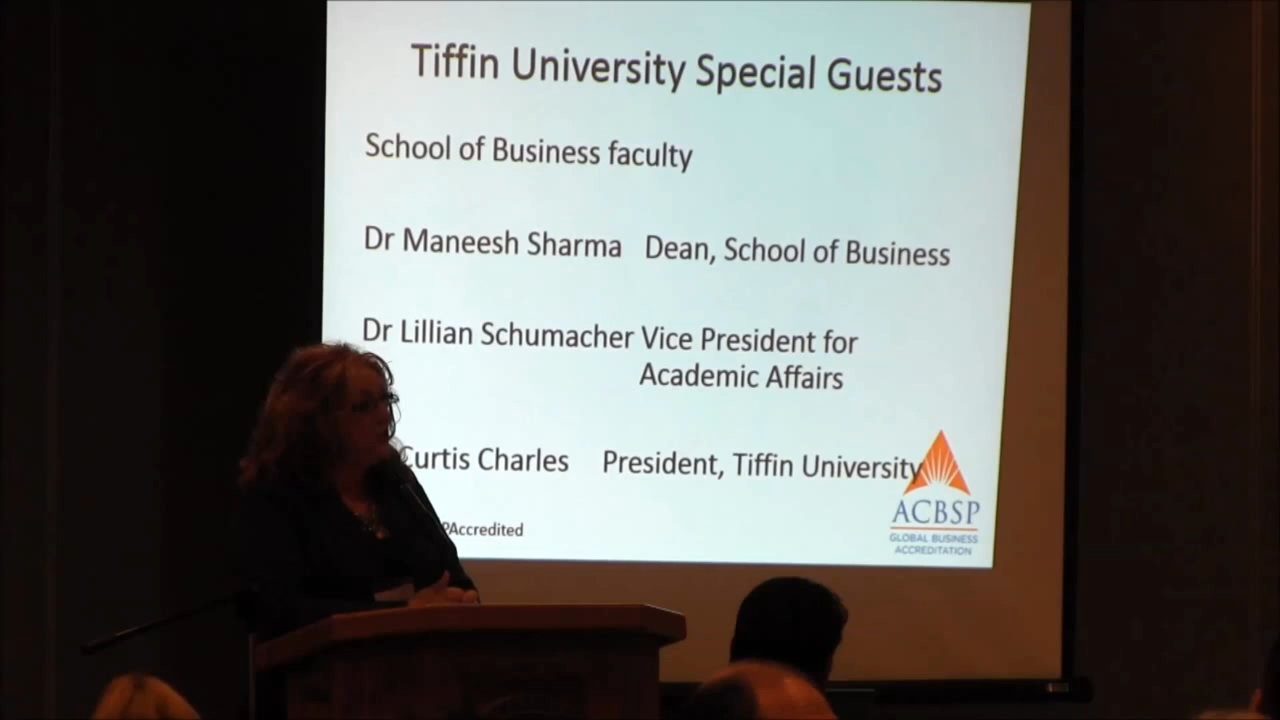 Tiffin University Special Guests
School of Business faculty
Dr Maneesh Sharma Dean, School of Business
Dr Lillian Schumacher Vice President for
Academic Affairs
Curtis Charles President, Tiffin University
PAccredited
ACBSP
GLOBAL BUSINESS
ACCREDITATION